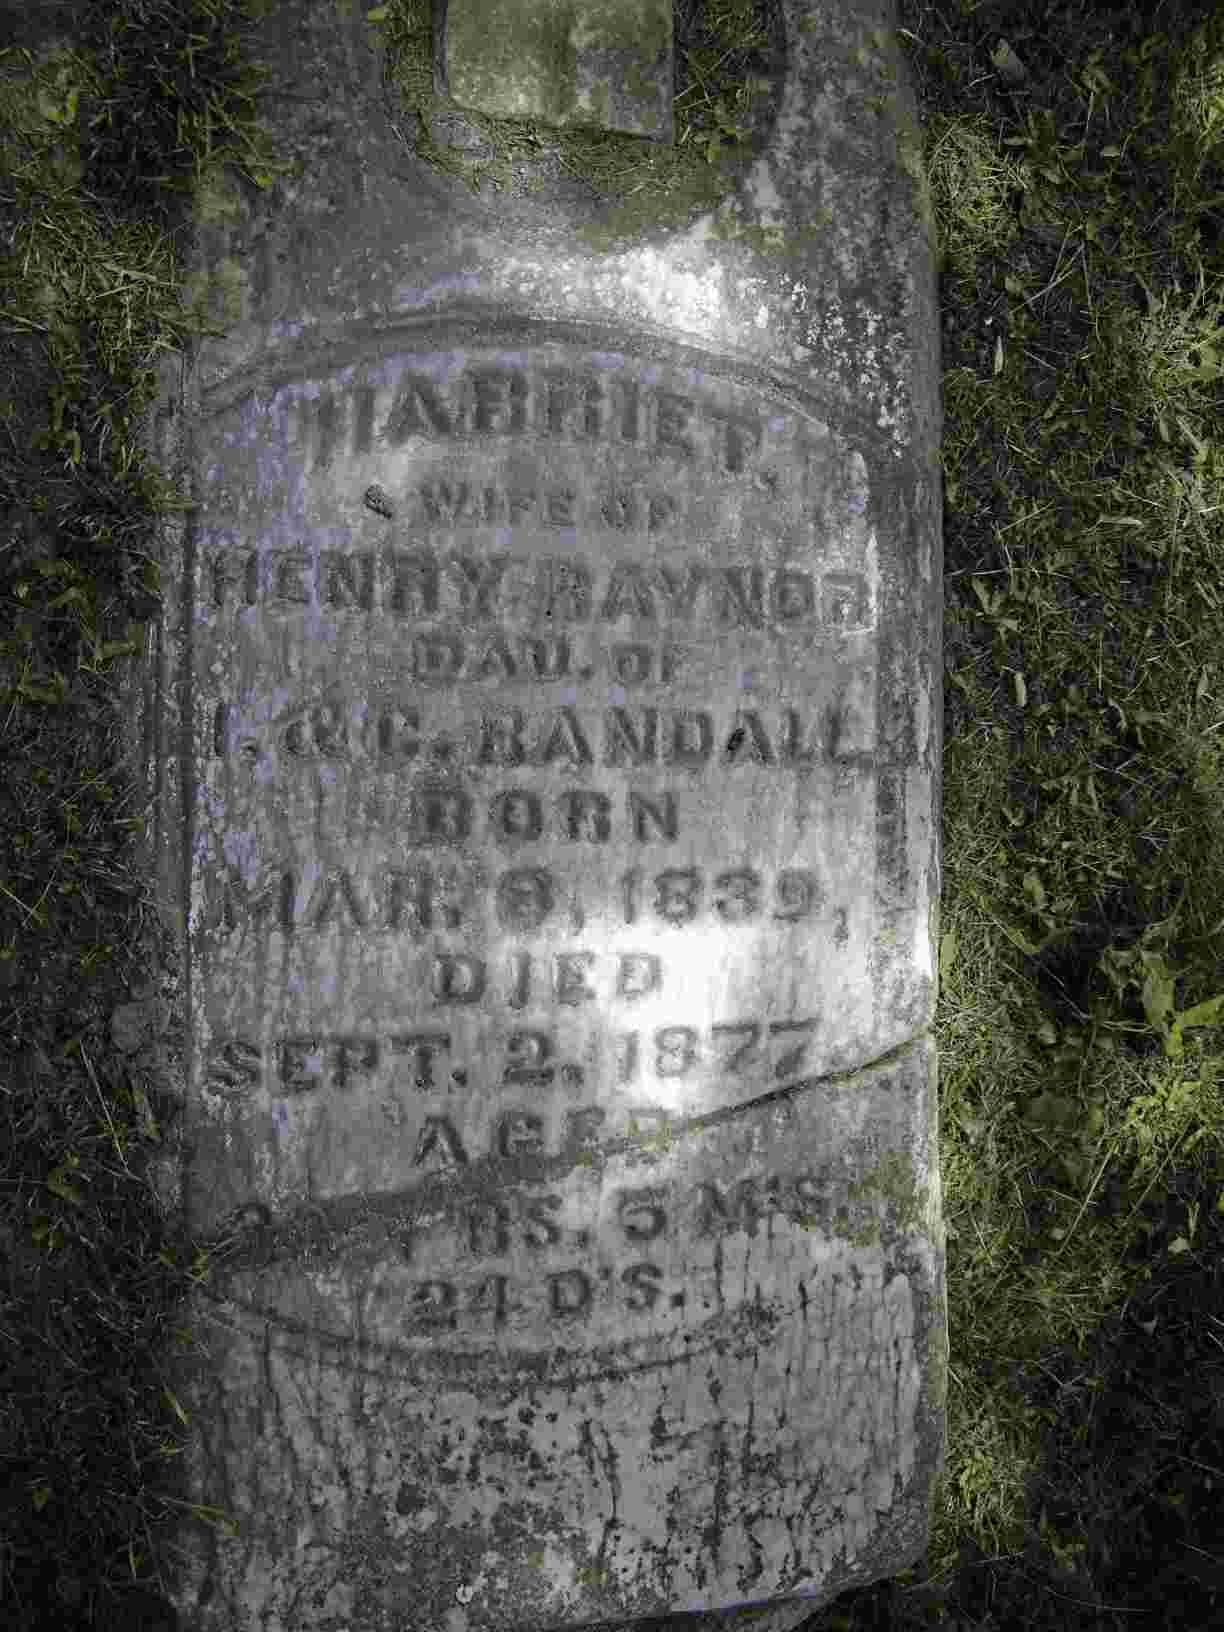 HARRIET,
WIFE OF
HENRY RAYNOR
DAU. OF
I. & C. RANDALL
BORN
MAR. 8, 1839,
DIED
SEPT. 2, 1877
AGED
YRS. 5 M'S.
24 D'S.